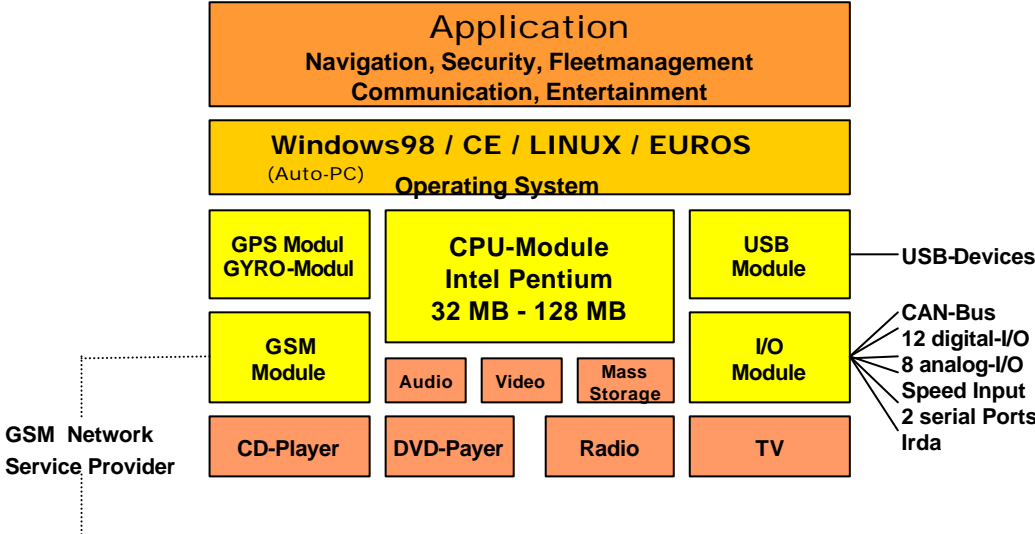 Application
Navigation, Security, Fleetmanagement
Communication, Entertainment
Windows98 / CE / LINUX / EUROS
(Auto-PC)
Operating System
GPS Modul
GYRO-Modul
CPU-Module
Intel Pentium
32 MB - 128 MB
USB
Module
USB-Devices
GSM
Module
Audio
Video
Mass
Storage
I/O
Module
CAN-Bus
12 digital-I/O
8 analog-I/O
Speed Input
2 serial Ports
Irda
GSM Network
Service Provider
CD-Player
DVD-Payer
Radio
TV